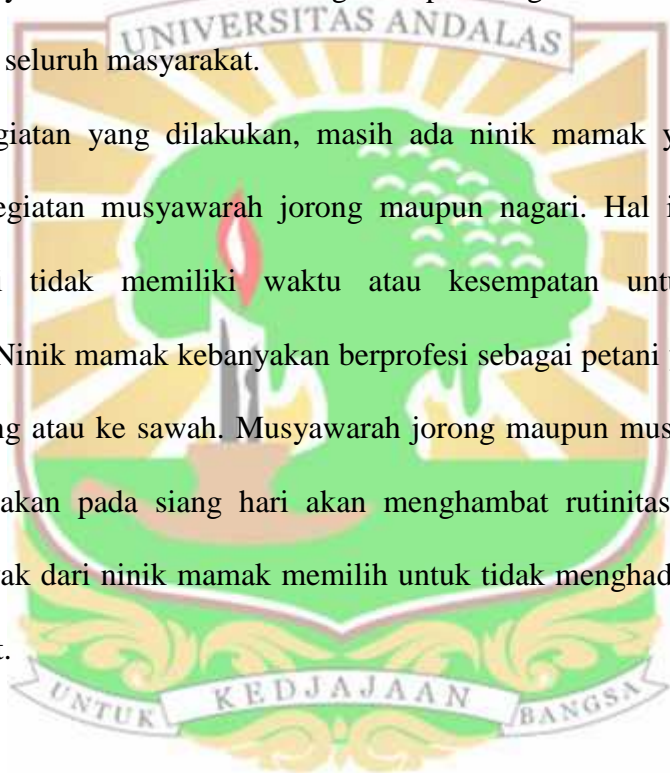 UNIVERSITAS ANDALAS
seluruh masyarakat.
giatan yang dilakukan, masih ada ninik mamak y
egiatan musyawarah jorong maupun nagari. Hal i
tidak memiliki waktu atau kesempatan untu
Ninik mamak kebanyakan berprofesi sebagai petani
ng atau ke sawah. Musyawarah jorong maupun mus
akan pada siang hari akan menghambat rutinitas
ak dari ninik mamak memilih untuk tidak menghad
t.
UNTUK KEDJAJAAN BANGSA